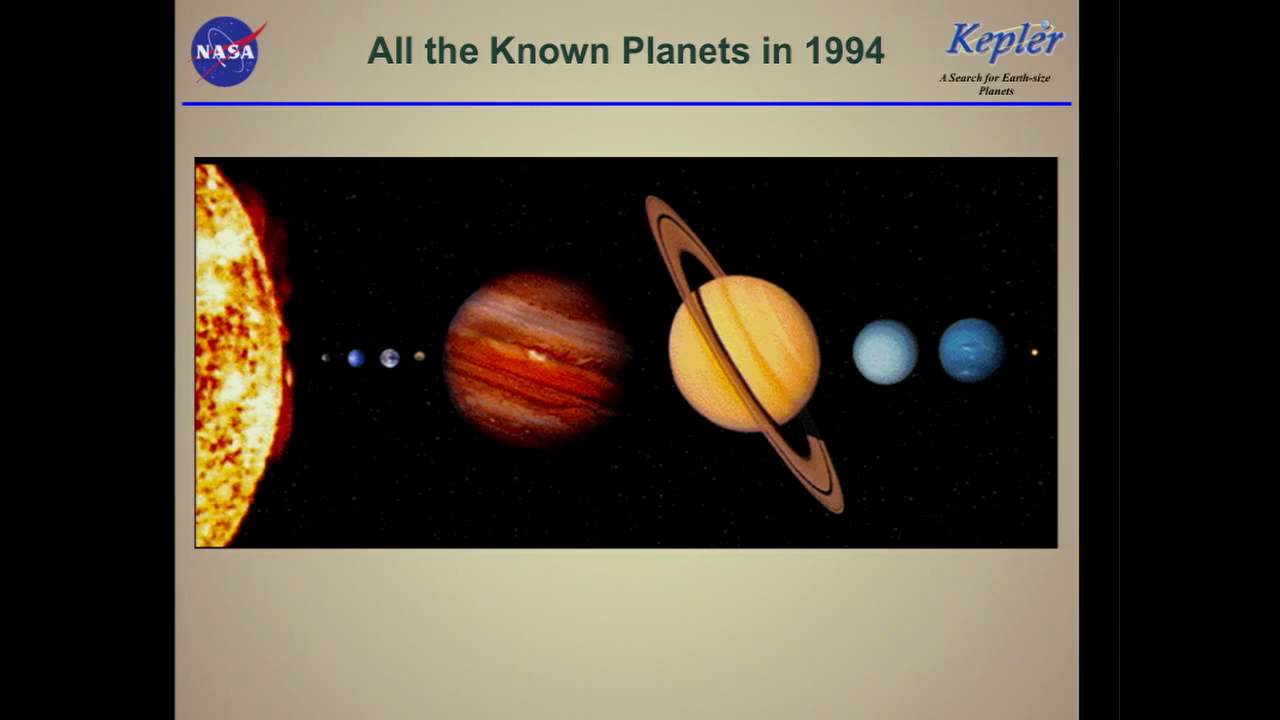 NASA
All the Known Planets in 1994
Kepler
A Search for Earth-size
Planets